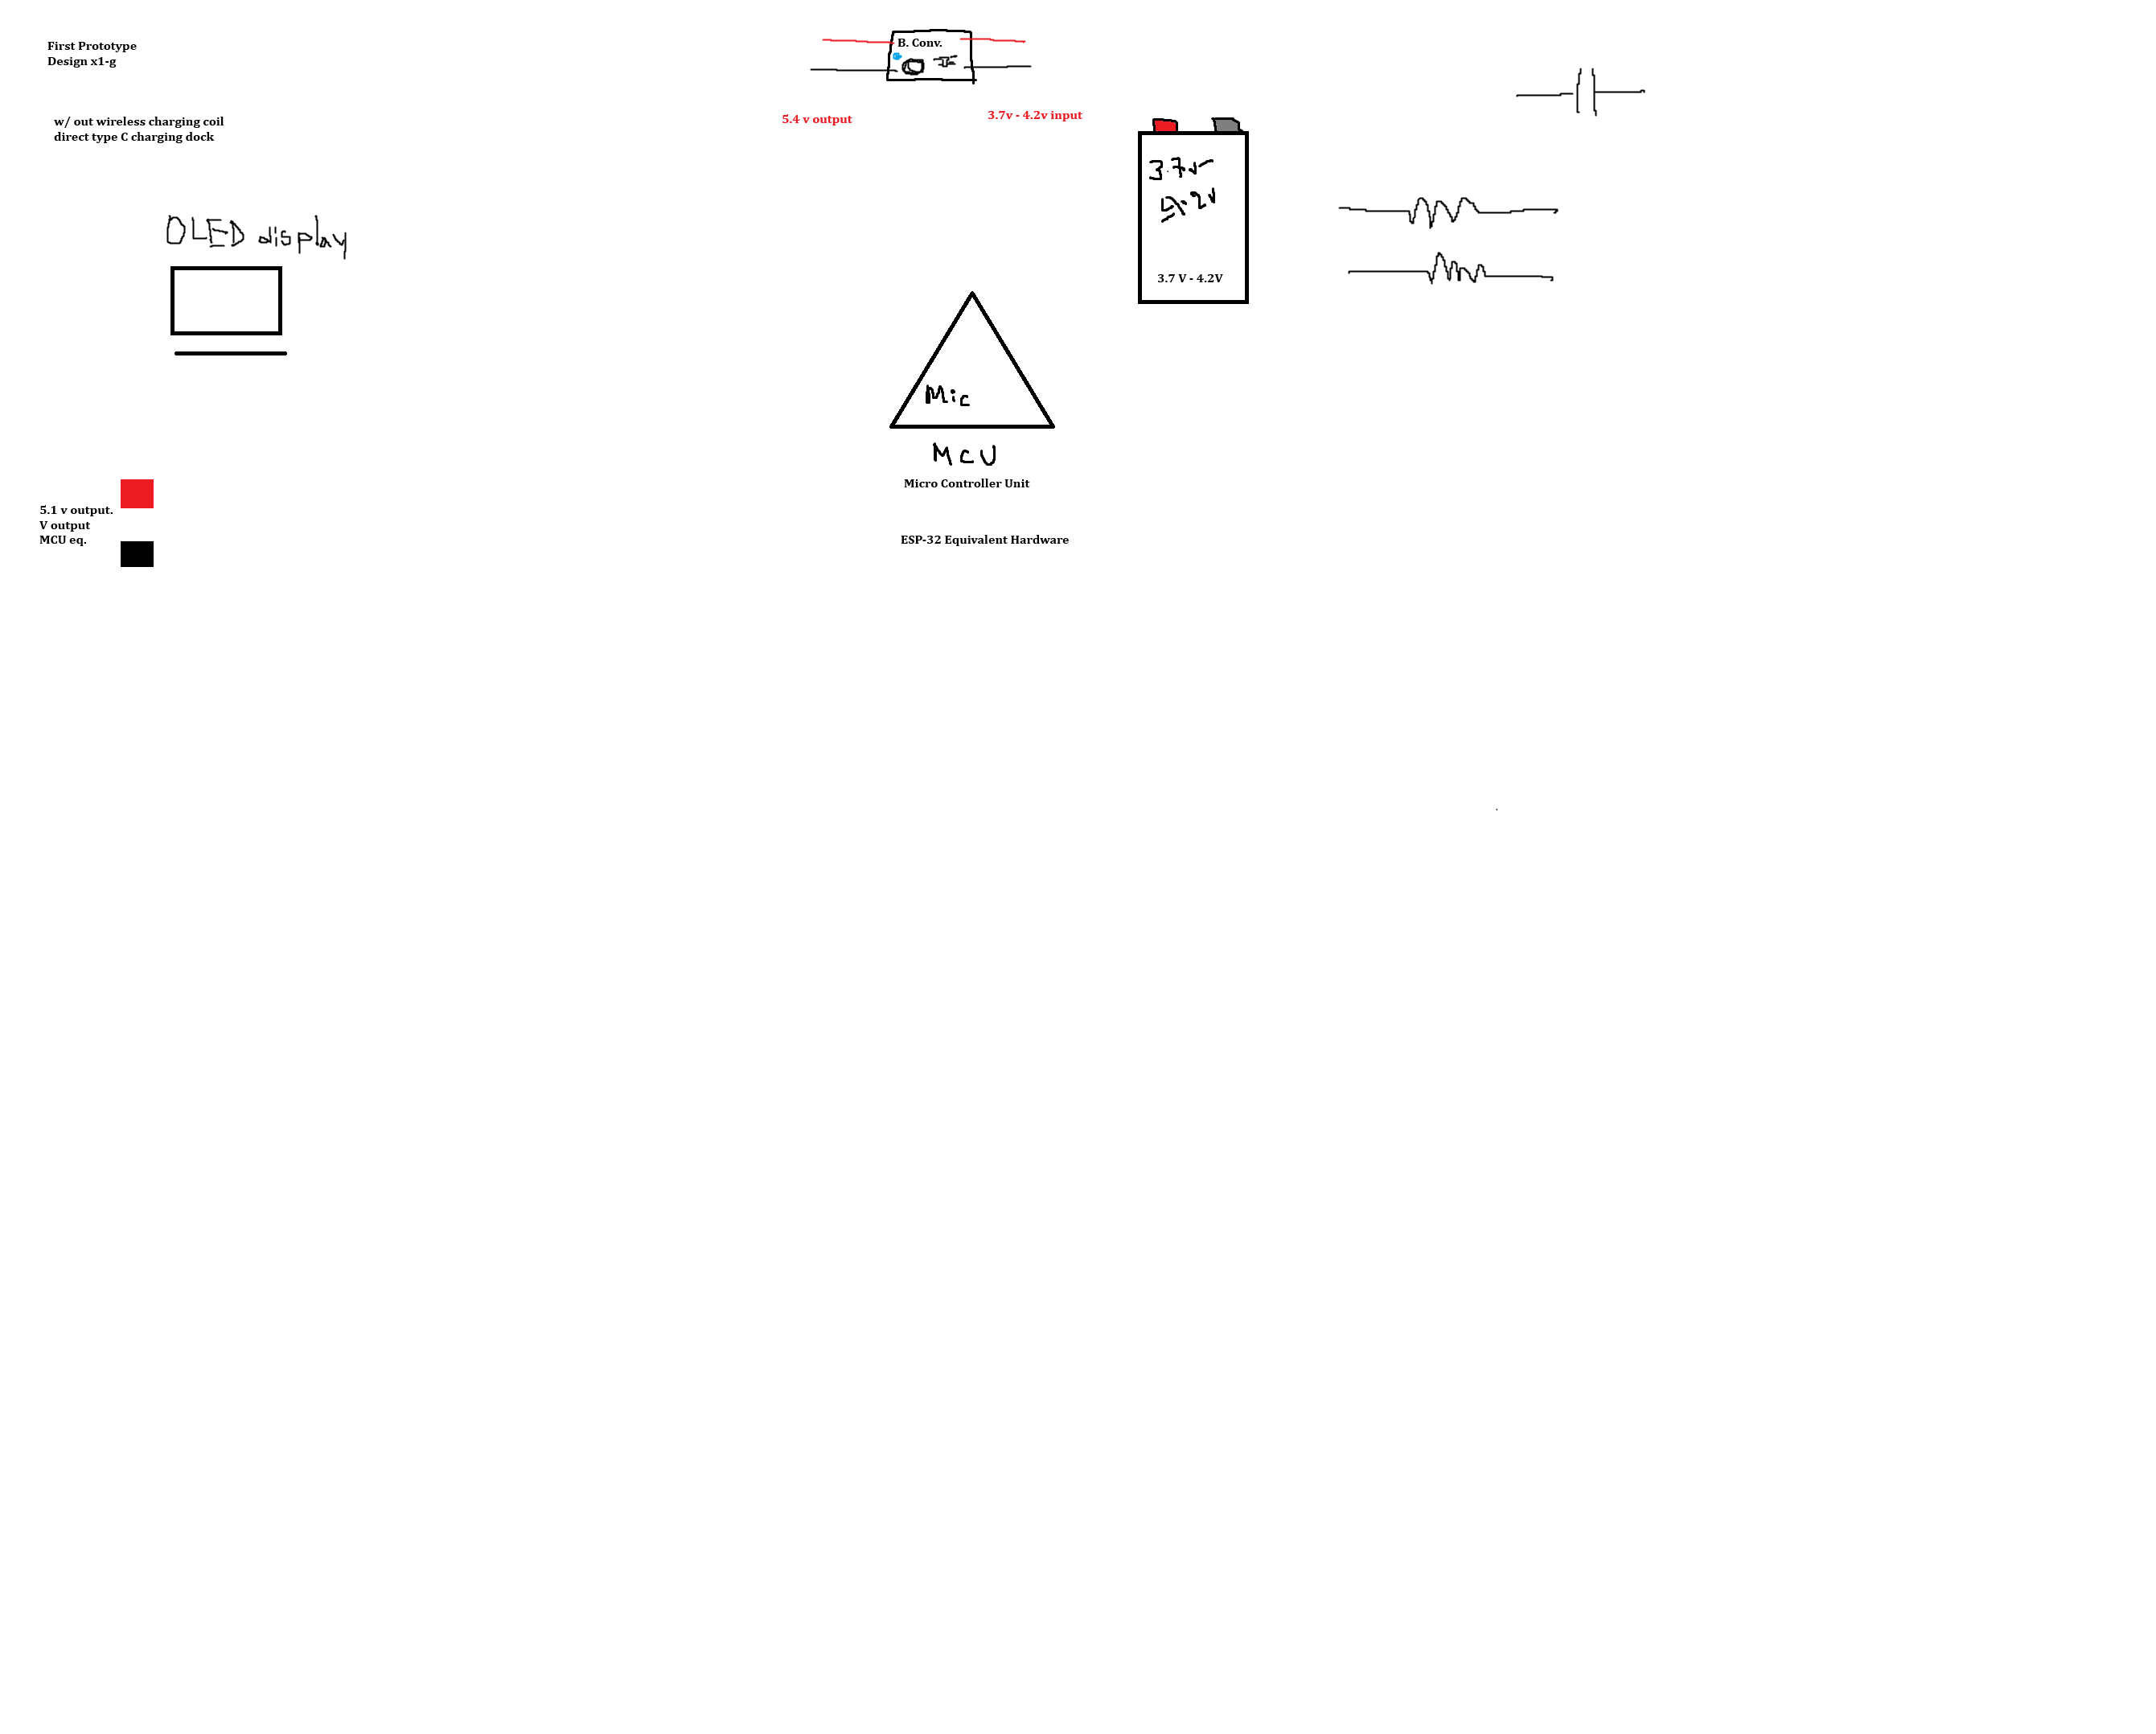 First Prototype
Design x1-g
w/ out wireless charging coil
direct type C charging dock
B. Conv.
5.4 v output
3.7v - 4.2v input
3.7v
4.2v
3.7 V - 4.2V
OLED display
Mic
MCU
Micro Controller Unit
ESP-32 Equivalent Hardware
5.1 v output.
V output
MCU eq.